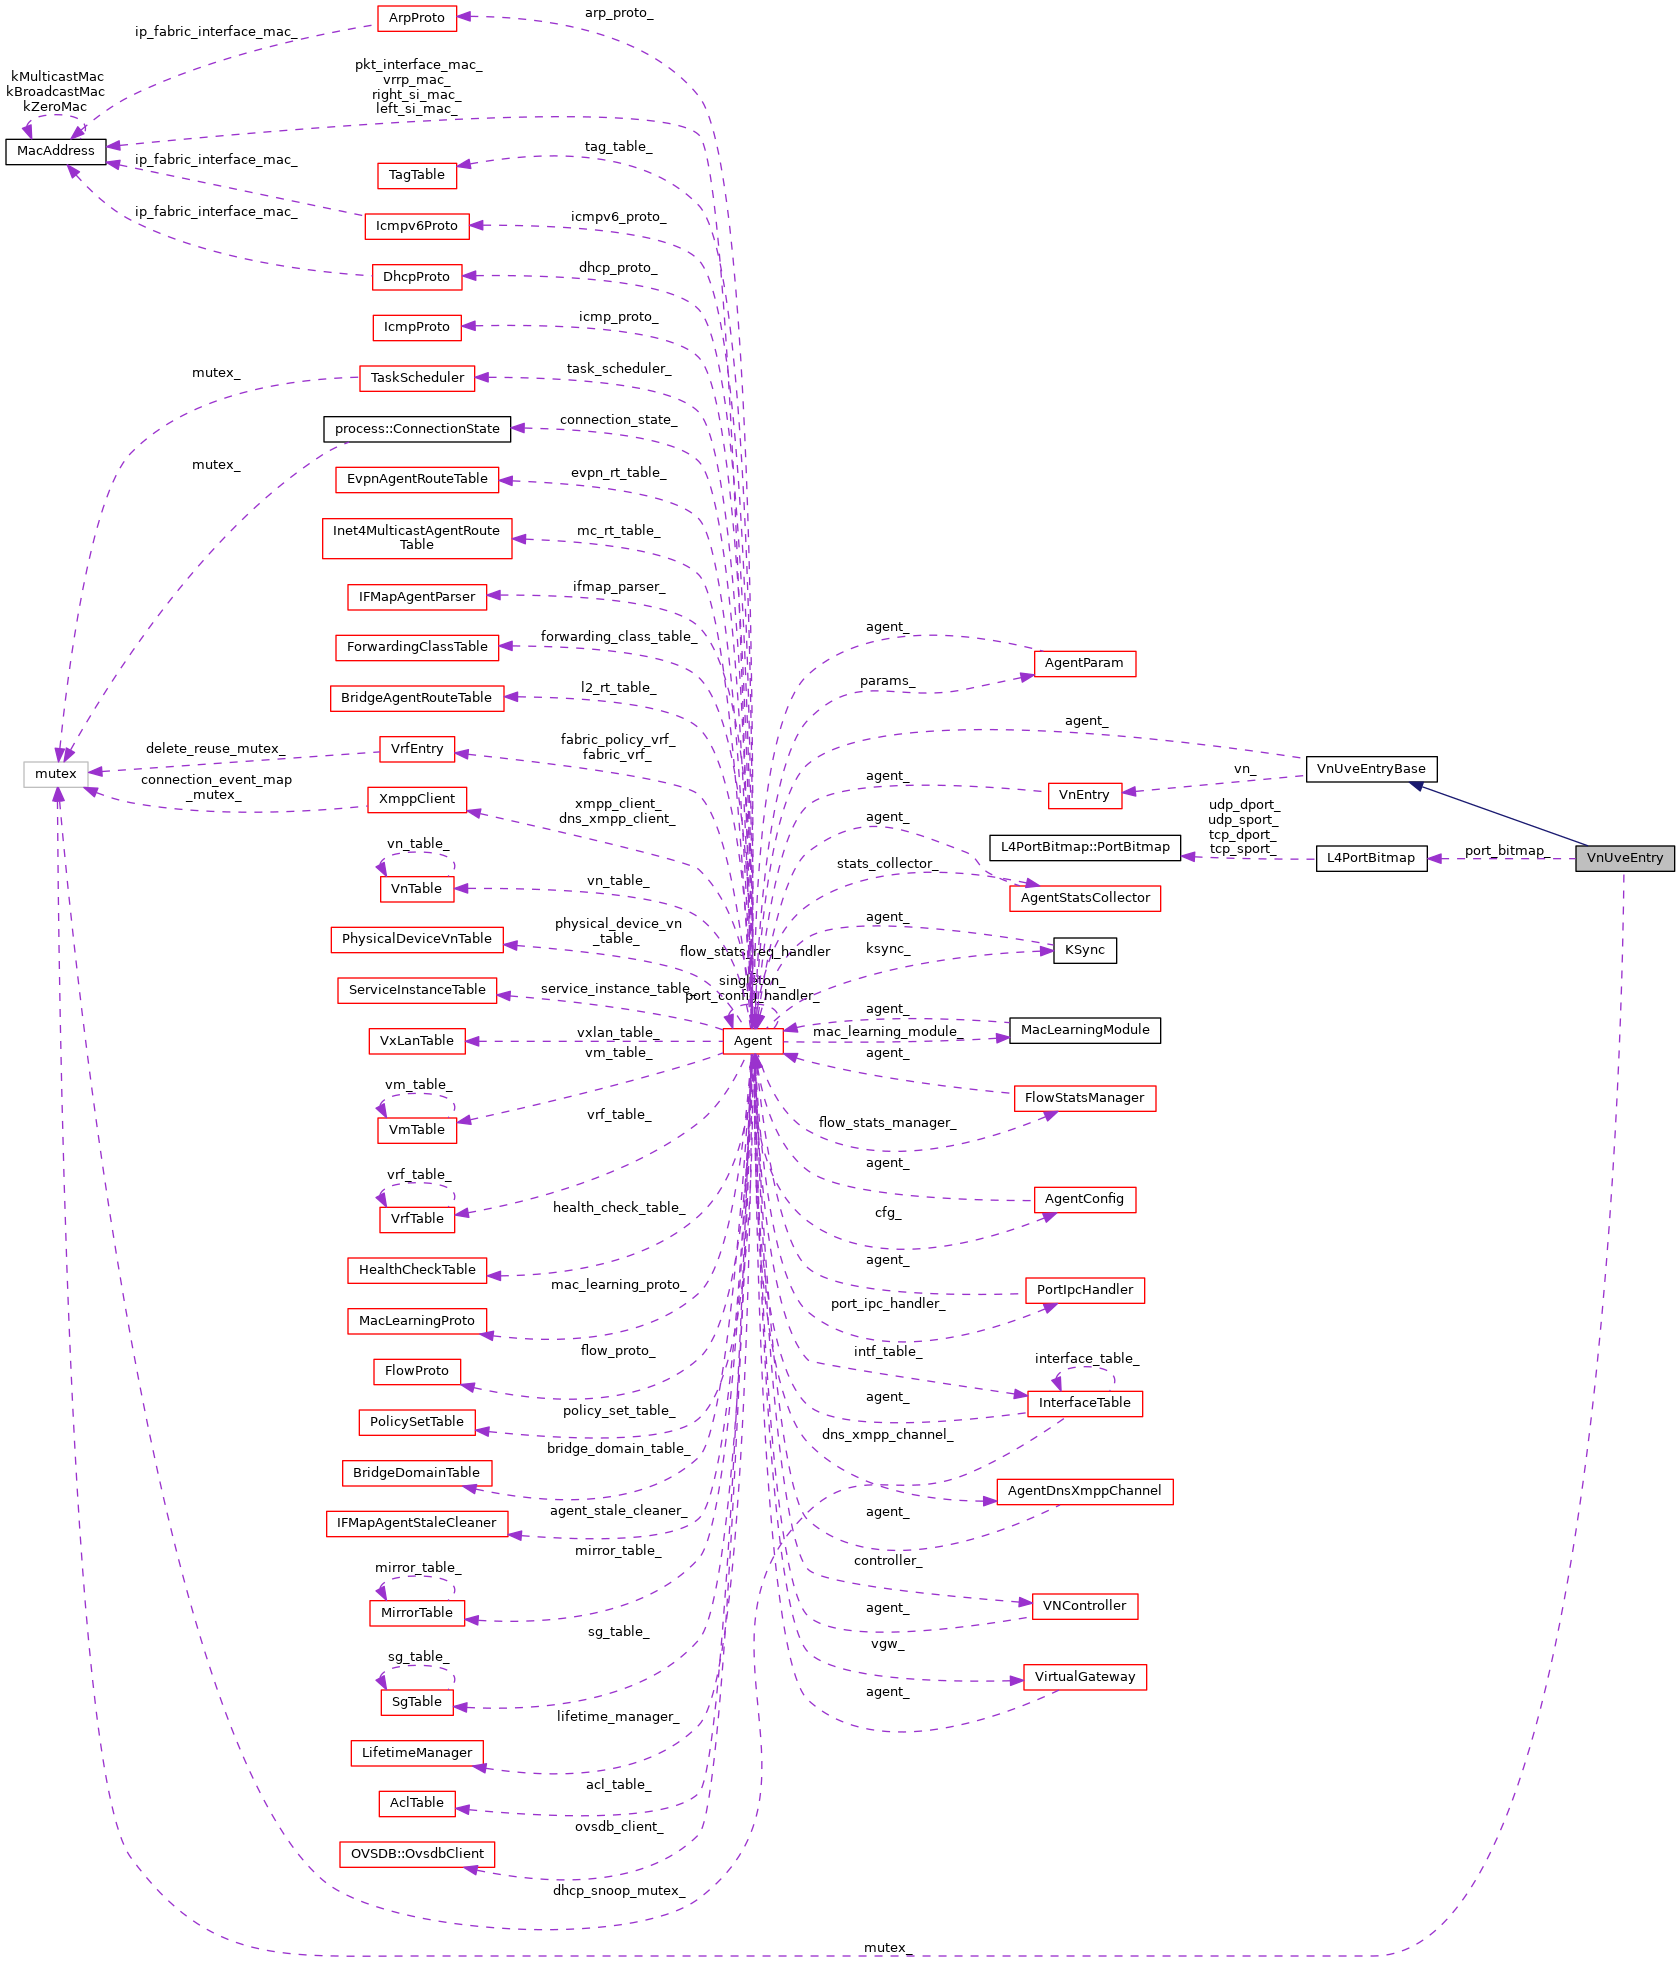 ArpProto
arp_proto_
ip_fabric_interface_mac_
kMulticastMac
kBroadcastMac
kZeroMac
pkt_interface_mac_
vrrp_mac_
right_si_mac_
left_si_mac_
MacAddress
ip_fabric_interface_mac_
tag_table_
TagTable
ip_fabric_interface_mac_
icmpv6_proto_
Icmpv6Proto
dhcp_proto_
DhcpProto
icmp_proto_
IcmpProto
mutex_
task_scheduler_
TaskScheduler
connection_state_
process::ConnectionState
mutex_
evpn_rt_table_
EvpnAgentRouteTable
mc_rt_table_
Inet4MulticastAgentRoute
Table
ifmap_parser_
IFMapAgentParser
forwarding_class_table_
ForwardingClassTable
l2_rt_table_
BridgeAgentRouteTable
agent_
AgentParam
params_
agent_
delete_reuse_mutex_
VrfEntry
fabric_policy_vrf_
fabric_vrf_
mutex
connection_event_map
_mutex_
XmppClient
xmpp_client_
dns_xmpp_client_
agent_
VnEntry
vn_
VnUveEntryBase
agent_
L4PortBitmap::PortBitmap
udp_dport_
udp_sport_
tcp_dport_
tcp_sport_
L4PortBitmap
port_bitmap_
VnUveEntry
vn_table_
VnTable
vn_table_
stats_collector_
AgentStatsCollector
PhysicalDeviceVnTable
physical_device_vn
_table_
agent_
KSync
ksync_
flow_stats_req_handler
singleton_
port_config_handler_
ServiceInstanceTable
service_instance_table_
VxLanTable
vxlan_table_
Agent
agent_
MacLearningModule
mac_learning_module_
vm_table_
agent_
vm_table_
VmTable
FlowStatsManager
flow_stats_manager_
vrf_table_
vrf_table_
VrfTable
agent_
AgentConfig
cfg_
health_check_table_
HealthCheckTable
agent_
PortIpcHandler
port_ipc_handler_
mac_learning_proto_
MacLearningProto
flow_proto_
FlowProto
intf_table_
interface_table_
InterfaceTable
agent_
policy_set_table_
PolicySetTable
dns_xmpp_channel_
bridge_domain_table_
BridgeDomainTable
AgentDnsXmppChannel
agent_
agent_stale_cleaner_
IFMapAgentStaleCleaner
mirror_table_
mirror_table_
MirrorTable
controller_
VNController
agent_
sg_table_
sg_table_
SgTable
vgw_
VirtualGateway
agent_
lifetime_manager_
LifetimeManager
acl_table_
AclTable
ovsdb_client_
OVSDB::OvsdbClient
dhcp_snoop_mutex_
mutex_